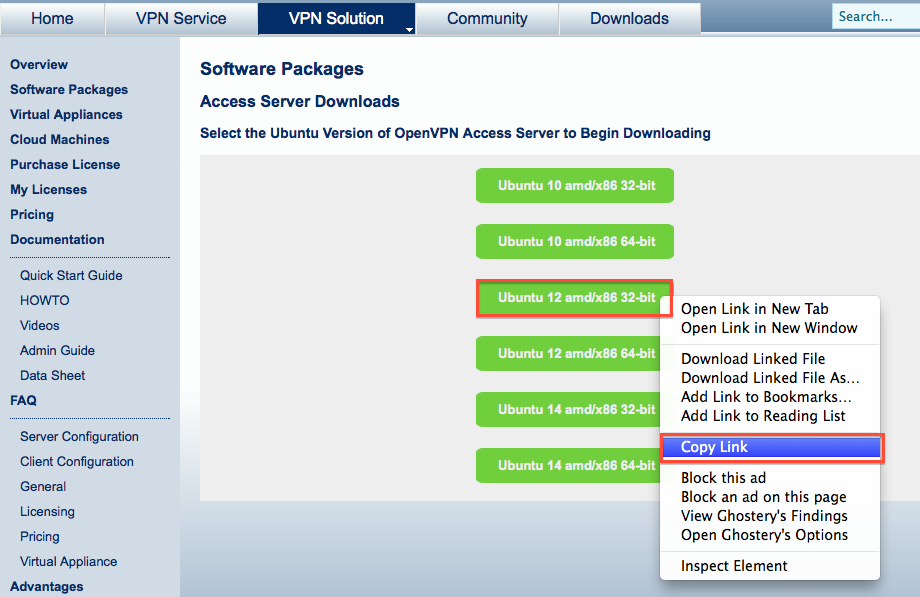 Home
VPN Service
VPN Solution
Community
Downloads
Search...
Overview
Software Packages
Virtual Appliances
Cloud Machines
Purchase License
My Licenses
Pricing
Documentation
Quick Start Guide
HOWTO
Videos
Admin Guide
Data Sheet
FAQ
Server Configuration
Client Configuration
General
Licensing
Pricing
Virtual Appliance
Advantages
Software Packages
Access Server Downloads
Select the Ubuntu Version of OpenVPN Access Server to Begin Downloading
Ubuntu 10 amd/x86 32-bit
Ubuntu 10 amd/x86 64-bit
Ubuntu 12 amd/x86 32-bit
Ubuntu 12 amd/x86 64-bit
Ubuntu 14 amd/x86 32-bit
Ubuntu 14 amd/x86 64-bit
Open Link in New Tab
Open Link in New Window
Download Linked File
Download Linked File As...
Add Link to Bookmarks...
Add Link to Reading List
Copy Link
Block this ad
Block an ad on this page
View Ghostery's Findings
Open Ghostery's Options
Inspect Element